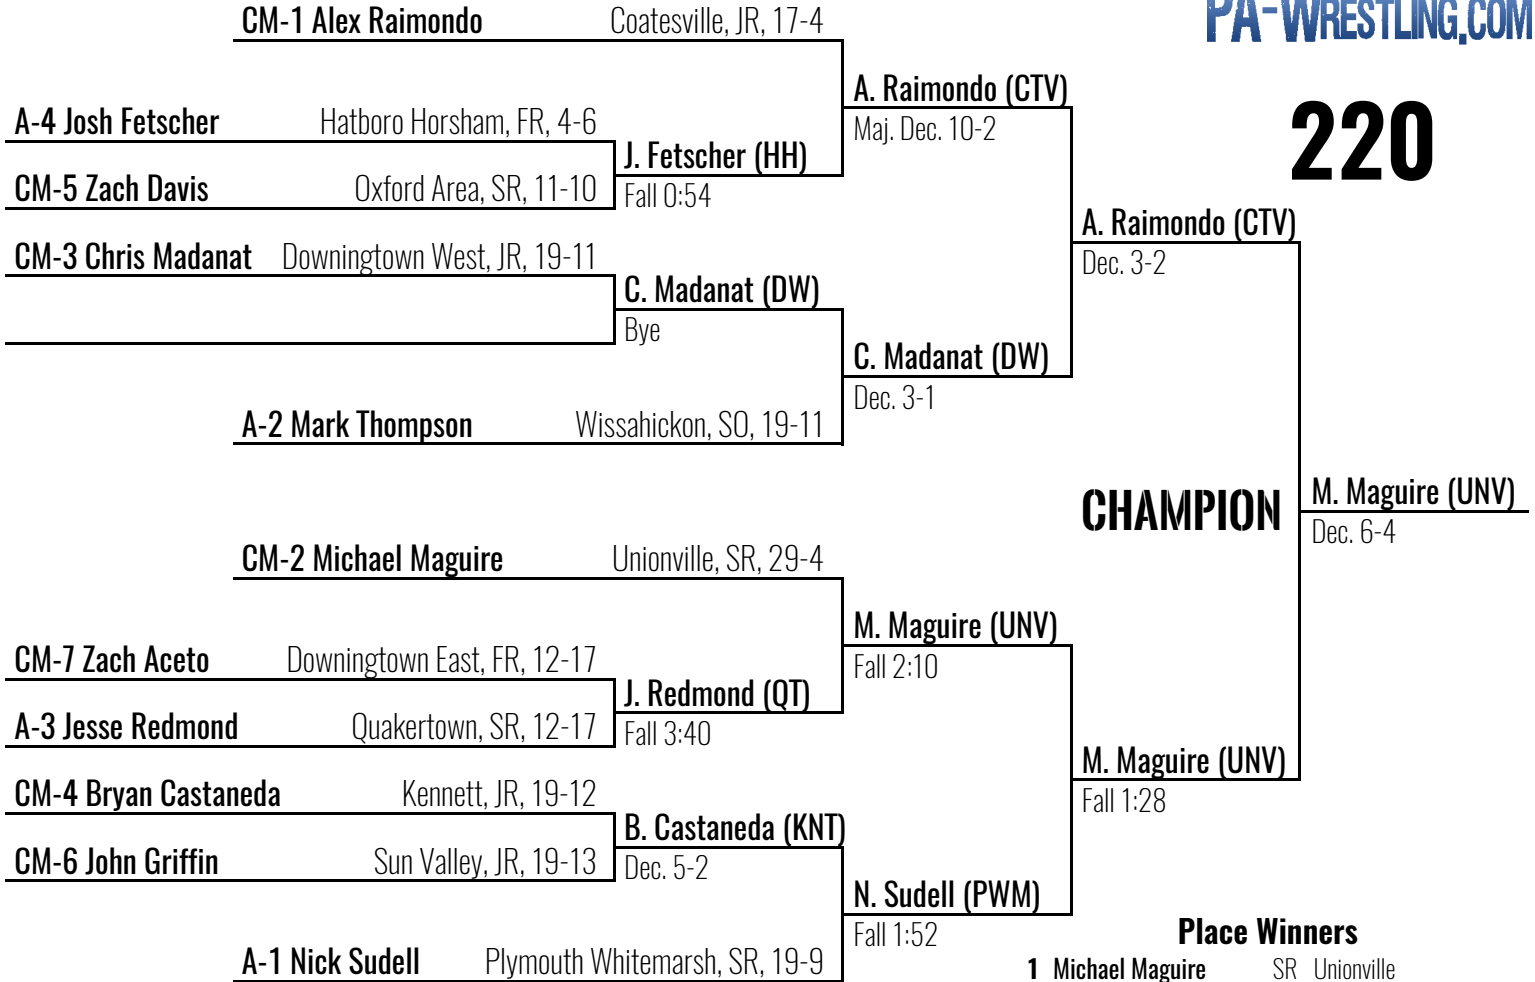 CM-1 Alex Raimondo Coatesville, JR, 17-4
PA-WRESTLING.COM
A. Raimondo (CTV)
Maj. Dec. 10-2
220
A-4 Josh Fetscher Hatboro Horsham, FR, 4-6
J. Fetscher (HH)
Fall 0:54
CM-5 Zach Davis Oxford Area, SR, 11-10
A. Raimondo (CTV)
Dec. 3-2
CM-3 Chris Madanat Downingtown West, JR, 19-11
C. Madanat (DW)
Bye
C. Madanat (DW)
Dec. 3-1
A-2 Mark Thompson Wissahickon, SO, 19-11
CHAMPION
M. Maguire (UNV)
Dec. 6-4
CM-2 Michael Maguire Unionville, SR, 29-4
M. Maguire (UNV)
Fall 2:10
CM-7 Zach Aceto Downingtown East, FR, 12-17
J. Redmond (QT)
Fall 3:40
A-3 Jesse Redmond Quakertown, SR, 12-17
M. Maguire (UNV)
Fall 1:28
CM-4 Bryan Castaneda Kennett, JR, 19-12
B. Castaneda (KNT)
Dec. 5-2
CM-6 John Griffin Sun Valley, JR, 19-13
N. Sudell (PWM)
Fall 1:52
A-1 Nick Sudell Plymouth Whitemarsh, SR, 19-9
Place Winners
1 Michael Maguire SR Unionville